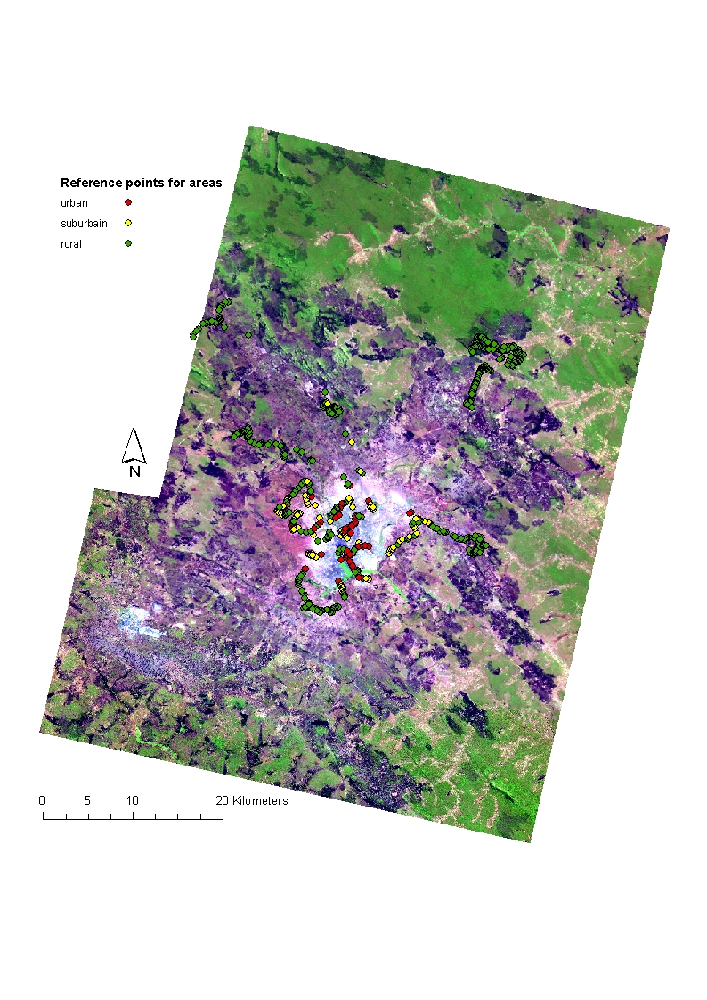 Reference points for areas
urban
suburbain
rural
N
0 5 10 20 Kilometers